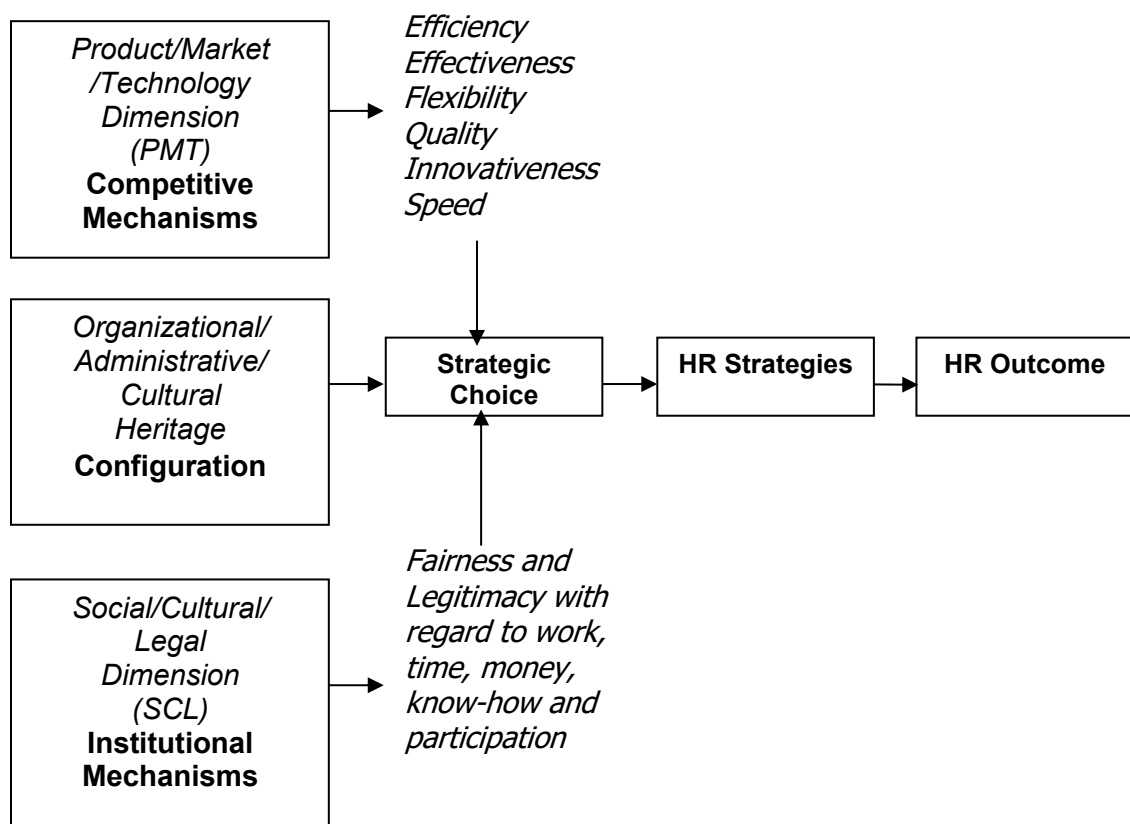 Product/Market
/Technology
Dimension
(PMT)
Competitive
Mechanisms
Efficiency
Effectiveness
Flexibility
Quality
Innovativeness
Speed
Organizational/
Administrative/
Cultural
Heritage
Configuration
Strategic
Choice
HR Strategies
HR Outcome
Social/Cultural/
Legal
Dimension
(SCL)
Institutional
Mechanisms
Fairness and
Legitimacy with
regard to work,
time, money,
know-how and
participation